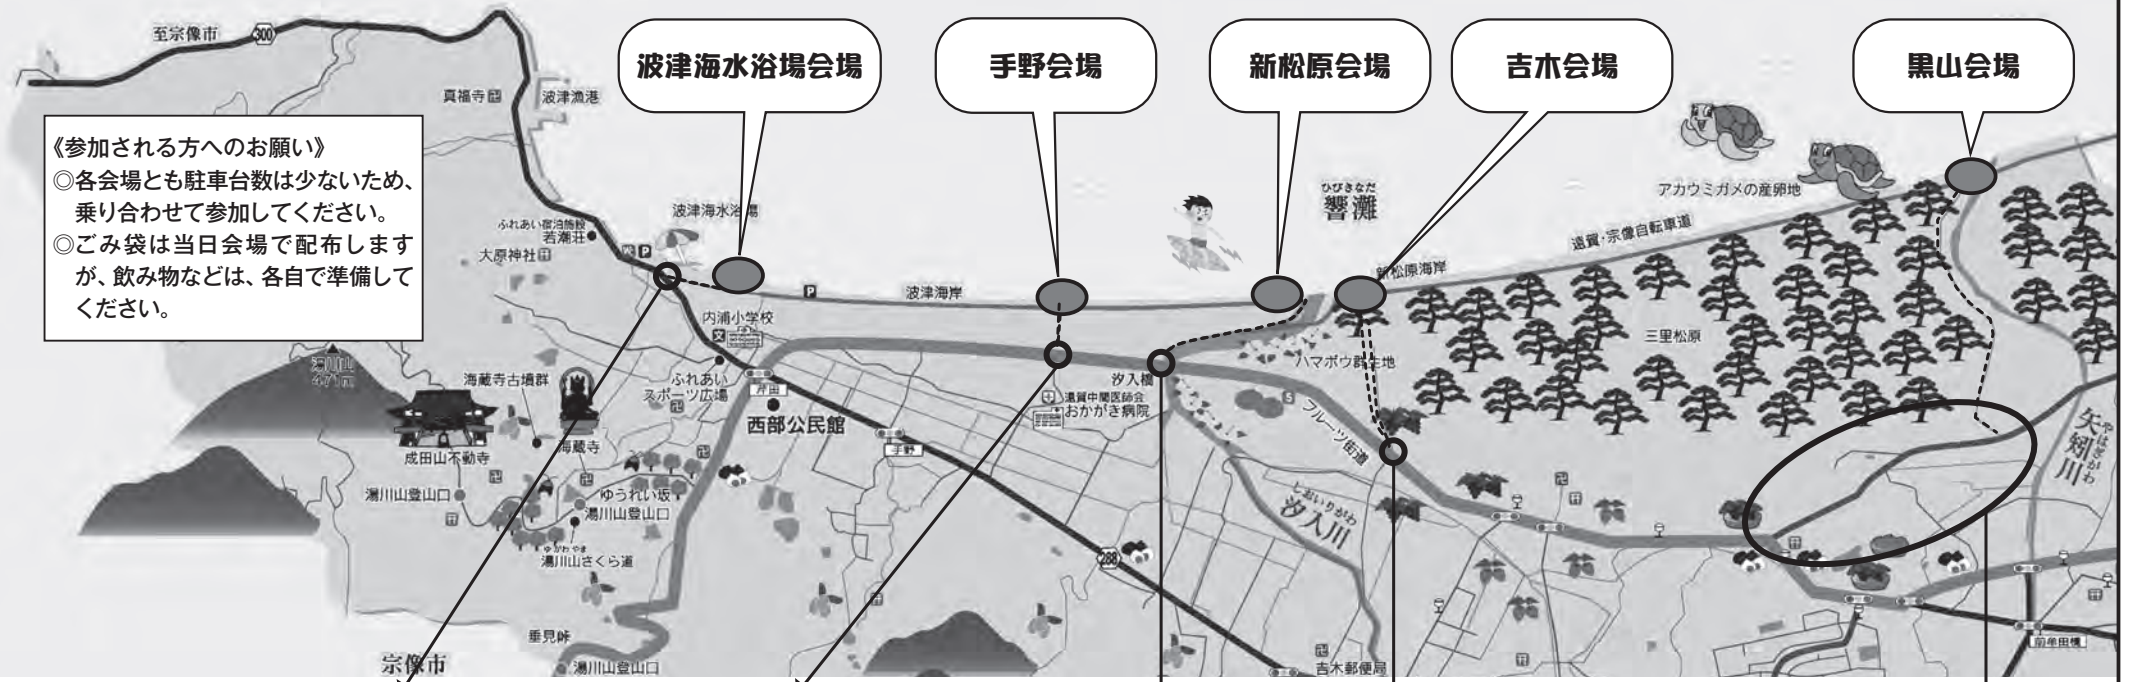 至宗像市
300
波津海水浴場会場
手野会場
新松原会場
吉木会場
黒山会場
真福寺
波津漁港
《参加される方へのお願い》
◎各会場とも駐車台数は少ないため、
乗り合わせて参加してください。
◎ごみ袋は当日会場で配布します
が、飲み物などは、各自で準備して
ください。
ふれあい宿泊施設
若潮荘
大原神社
P
波津海水浴場
P
波津海岸
ひびきなだ
響灘
新松原海岸
遠賀・宗像自転車道
アカウミガメの産卵地
三里松原
内浦小学校
文
ふれあい
スポーツ広場
芹田
西部公民館
手野
汐入橋
遠賀中間医師会
おかがき病院
ハマボウ群生地
S
フルーツ街道
しおいりがわ
汐入川
やはぎがわ
矢矧川
湯川山
471m
海蔵寺古墳群
成田山不動寺
海蔵寺
湯川山登山口
ゆうれい坂
湯川山登山口
ゆがわやま
湯川山さくら道
288
垂見峠
宗像市
湯川山登山口
吉木郵便局
前牟田橋